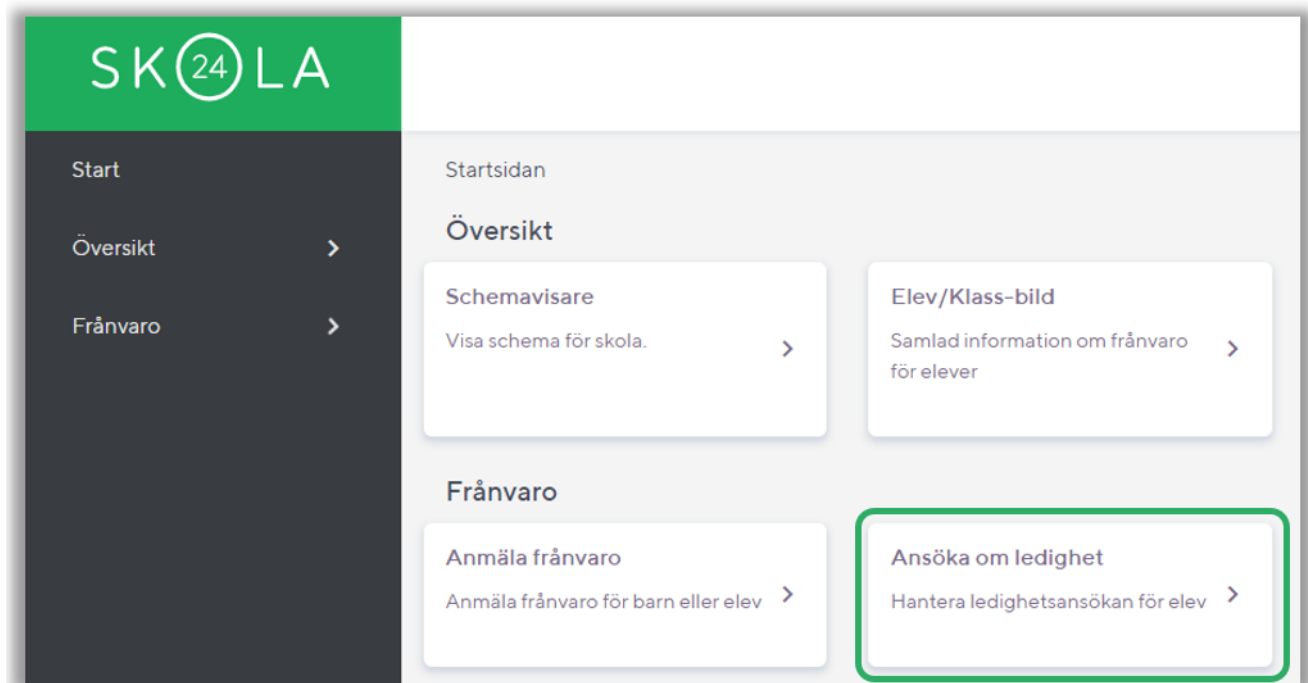 SK24LA
Start
Översikt
Frånvaro
Startsidan
Översikt
Schemavisare
Visa schema för skola.
Elev/Klass-bild
Samlad information om frånvaro
för elever
Frånvaro
Anmäla frånvaro
Anmäla frånvaro för barn eller elev
Ansöka om ledighet
Hantera ledighetsansökan för elev